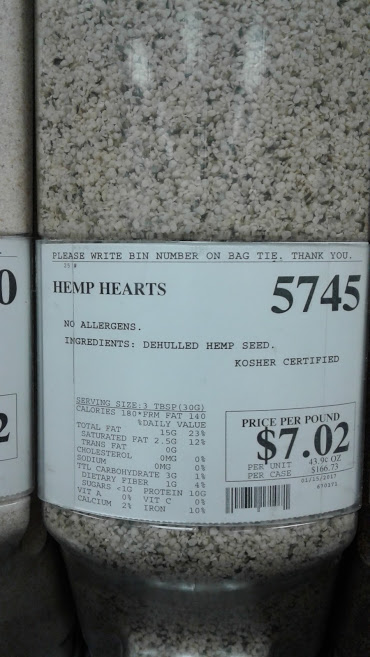 PLEASE WRITE BIN NUMBER ON BAG TIE. THANK YOU.
25 #
HEMP HEARTS
5745
NO ALLERGENS.
INGREDIENTS: DEHULLED HEMP SEED.
KOSHER CERTIFIED
SERVING SIZE:3 TBSP(30G)
CALORIES 180*FRM FAT 140
%DAILY VALUE
TOTAL FAT 15G 23%
SATURATED FAT 2.5G 12%
TRANS FAT 0G
CHOLESTEROL 0MG 0%
SODIUM 0MG 0%
TTL CARBOHYDRATE 3G 1%
DIETARY FIBER 1G 4%
SUGARS <1G PROTEIN 10G
VIT A 0% VIT C 0%
CALCIUM 2% IRON 10%
PRICE PER POUND
$7.02
PER UNIT 43.9¢ OZ
PER CASE $166.73
0
2